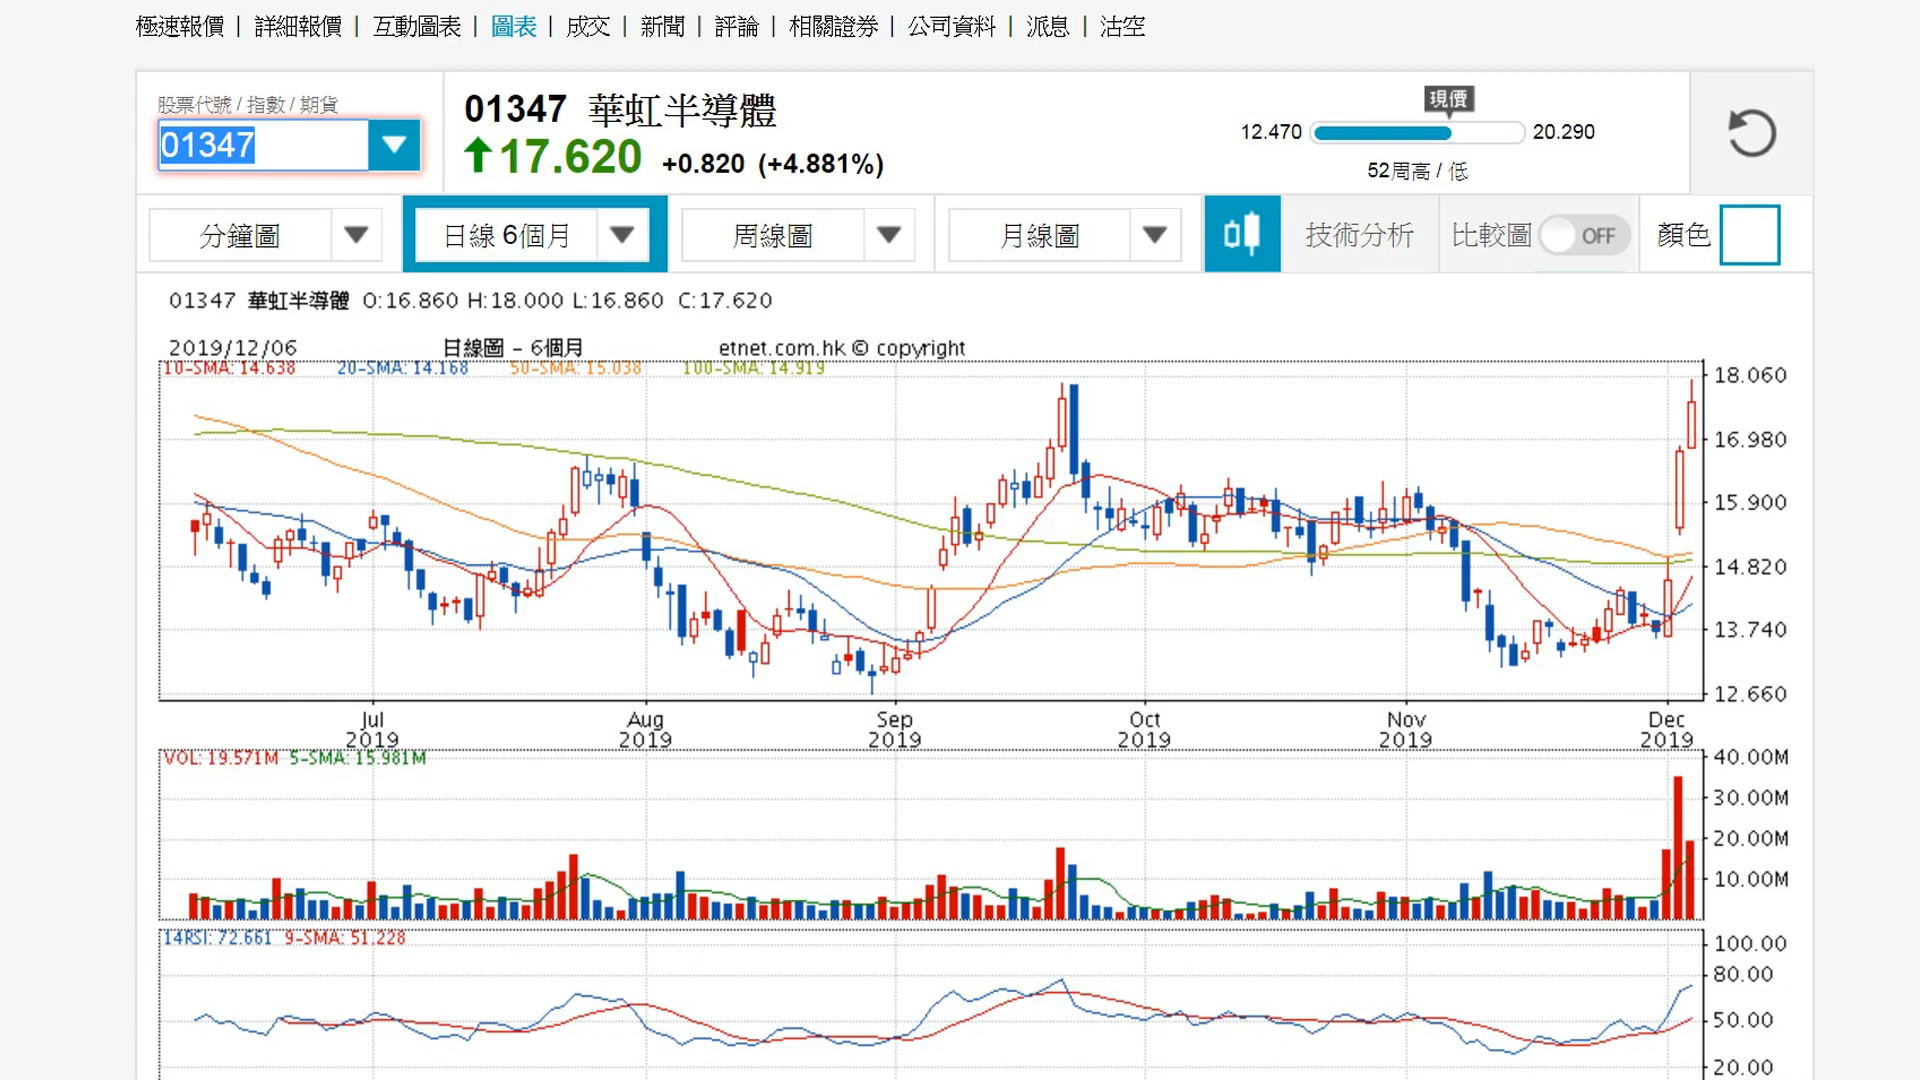 極速報價 | 詳細報價 | 互動圖表 | 圖表 | 成交 | 新聞 | 評論 | 相關證券 | 公司資料 | 派息 | 沽空
股票代號 / 指數 / 期貨
01347
01347 華虹半導體
17.620 +0.820 (+4.881%)
現價
12.470 20.290
52周高 / 低
分鐘圖 日線 6個月 周線圖 月線圖 技術分析 比較圖 OFF 顏色
01347 華虹半導體 O:16.860 H:18.000 L:16.860 C:17.620
2019/12/06 日線圖 - 6個月 etnet.com.hk © copyright
10-SMA: 14.638 20-SMA: 14.168 50-SMA: 15.038 100-SMA: 14.919
18.060
16.980
15.900
14.820
13.740
12.660
Jul Aug Sep Oct Nov Dec
2019 2019 2019 2019 2019 2019
VOL: 19.571M 5-SMA: 15.981M
40.00M
30.00M
20.00M
10.00M
14RSI: 72.661 9-SMA: 51.228
100.00
80.00
50.00
20.00